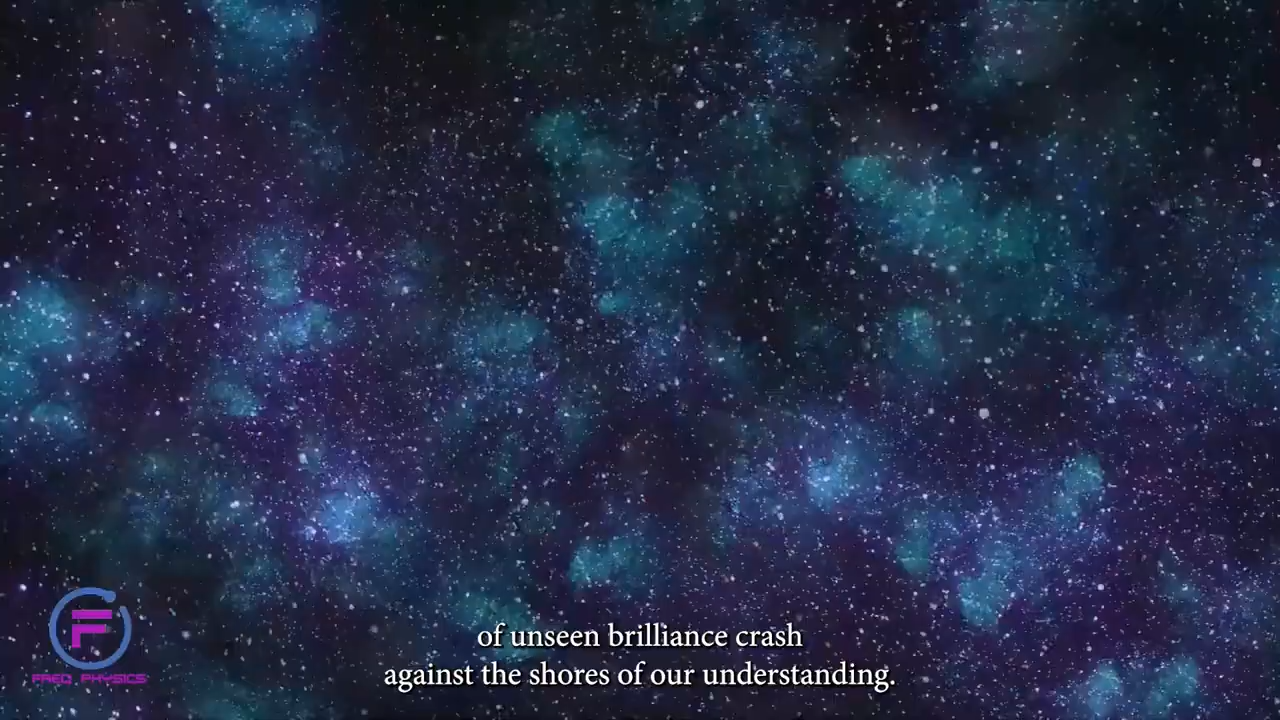 of unseen brilliance crash
against the shores of our understanding.
F
FREQ PHYSICS